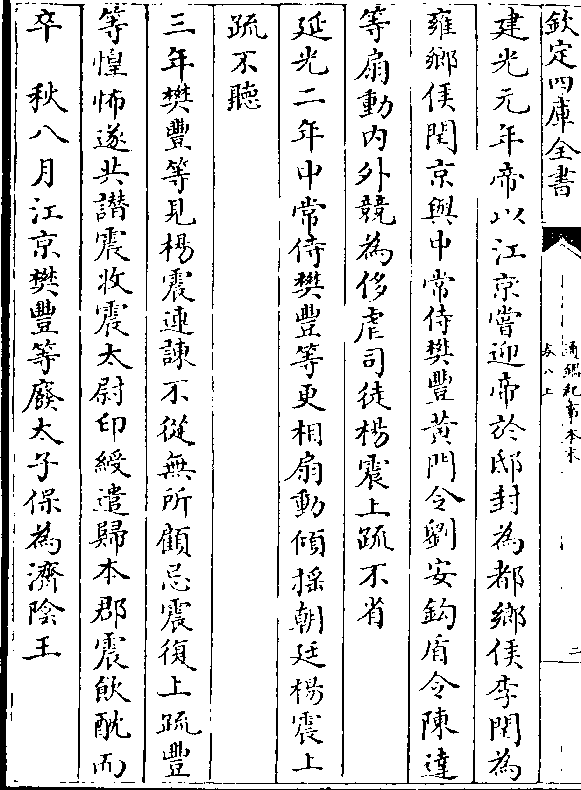 欽定四庫全書
通鑑紀事本末
卷八上
二
建光元年帝以江京嘗迎帝於邸封為都鄉侯李閏為
雍鄉侯閏京與中常侍樊豐黄門令劉安鈎盾令陳達
等扇動内外競為侈虐司徒楊震上疏不省
延光二年中常侍樊豐等更相扇動傾揺朝廷楊震上
疏不聽
三年樊豐等見楊震連諫不從無所顧忌震復上疏豐
等惶怖遂共譛震收震太尉印綬遣歸本郡震飲酖而
卒　秋八月江京樊豐等廢太子保為濟陰王